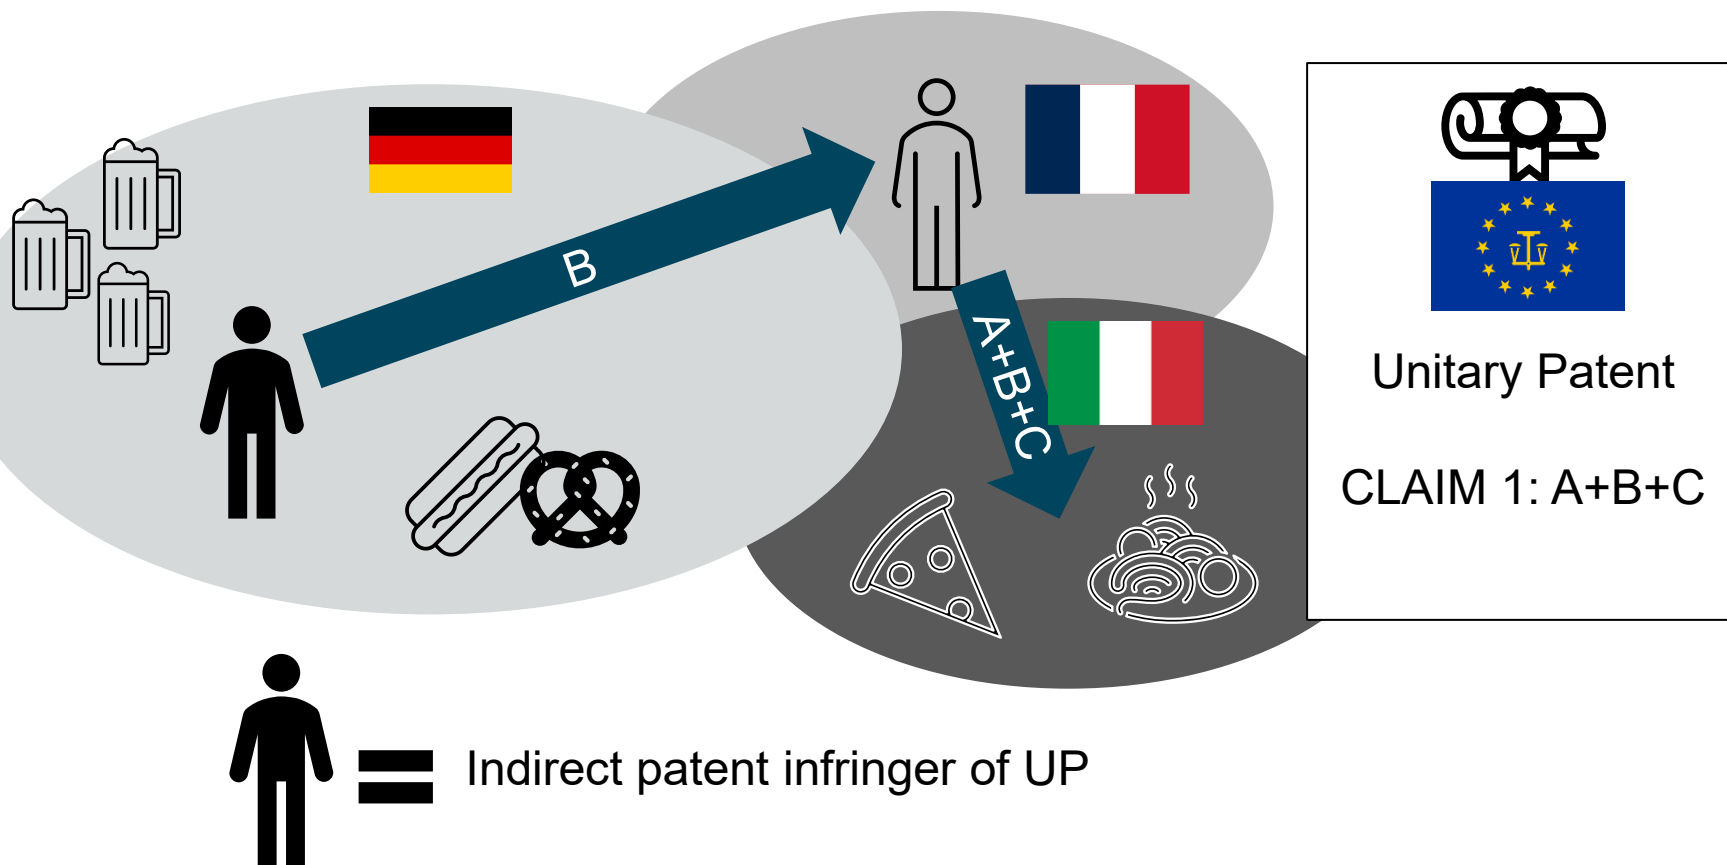 B
A+B+C
Unitary Patent
CLAIM 1: A+B+C
Indirect patent infringer of UP